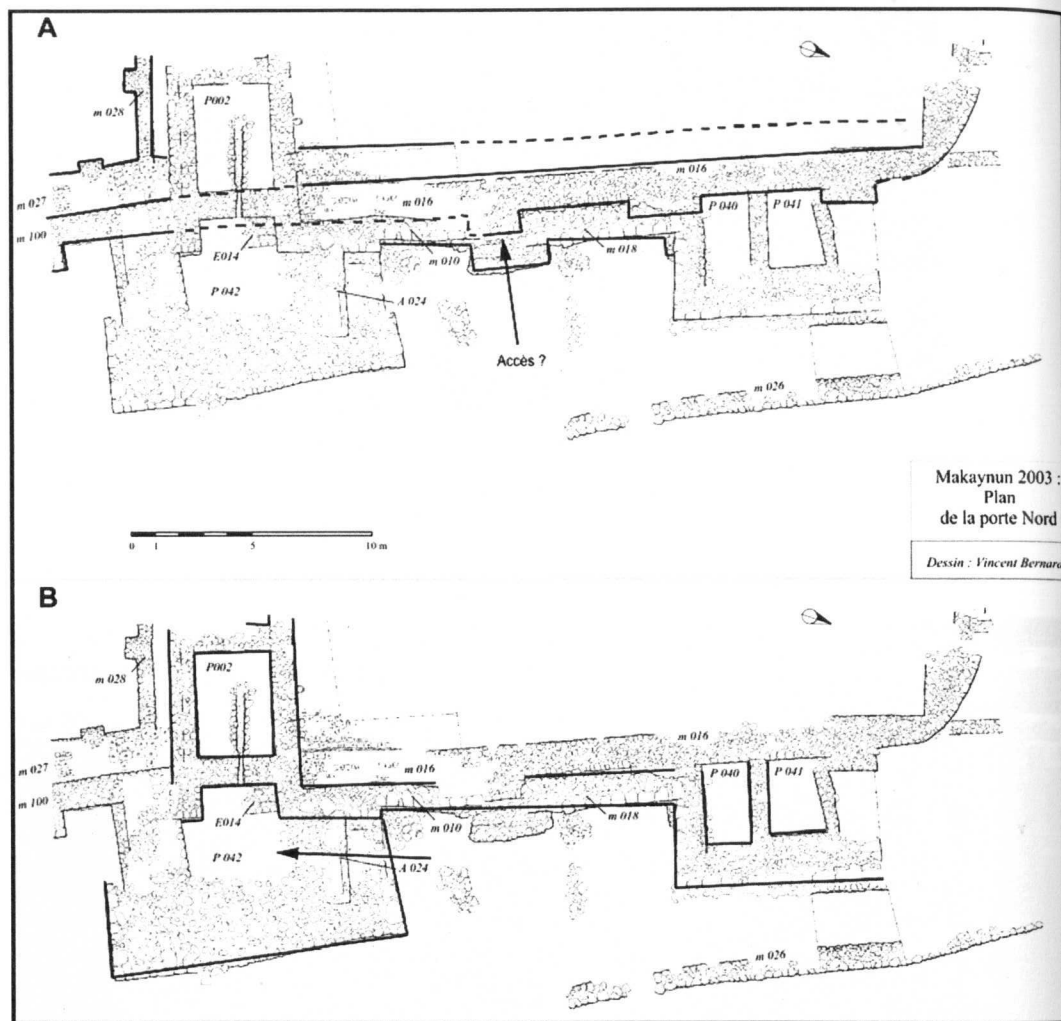 A
P002
m 028
m 016
m 027
m 016
P 040
P 041
m 100
E014
m 010
m 018
P 042
A 024
Accès ?
m 026
Makaynun 2003 :
Plan
de la porte Nord
0 1 5 10 m
Dessin : Vincent Bernard
B
P002
m 028
m 016
m 027
m 016
P 040
P 041
m 100
E014
m 010
m 018
P 042
A 024
m 026